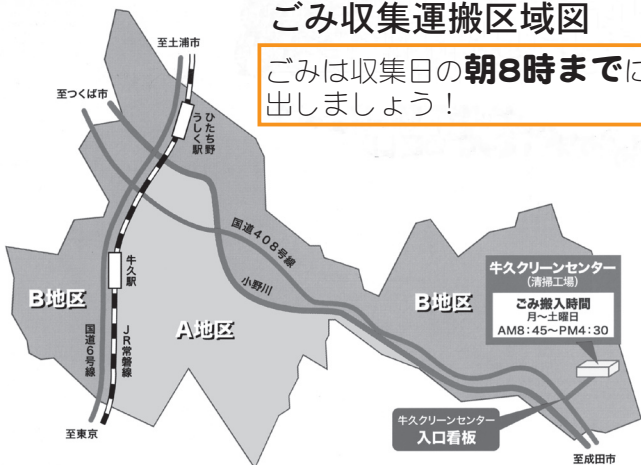 ごみ収集運搬区域図
ごみは収集日の朝8時までに
出しましょう!
至土浦市
至つくば市
ひたち野
うしく駅
国道408号線
小野川
牛久駅
B地区
A地区
B地区
国道6号線
JR常磐線
至東京
牛久クリーンセンター
(清掃工場)
ごみ搬入時間
月〜土曜日
AM8:45〜PM4:30
牛久クリーンセンター
入口看板
至成田市